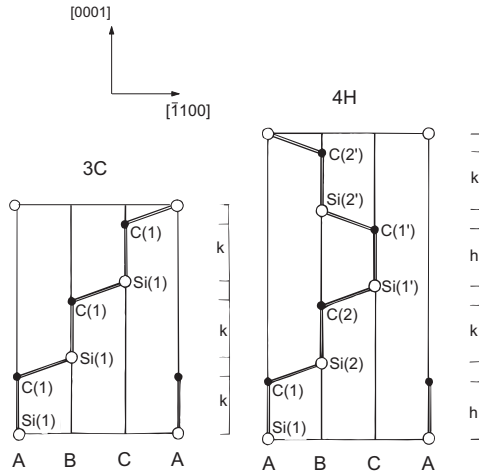 [0001]
[1̄100]
4H
3C
C(2')
k
Si(2')
C(1)
C(1')
k
h
Si(1)
Si(1')
C(1)
C(2)
k
k
Si(1)
Si(2)
C(1)
C(1)
k
h
Si(1)
Si(1)
A B C A
A B C A